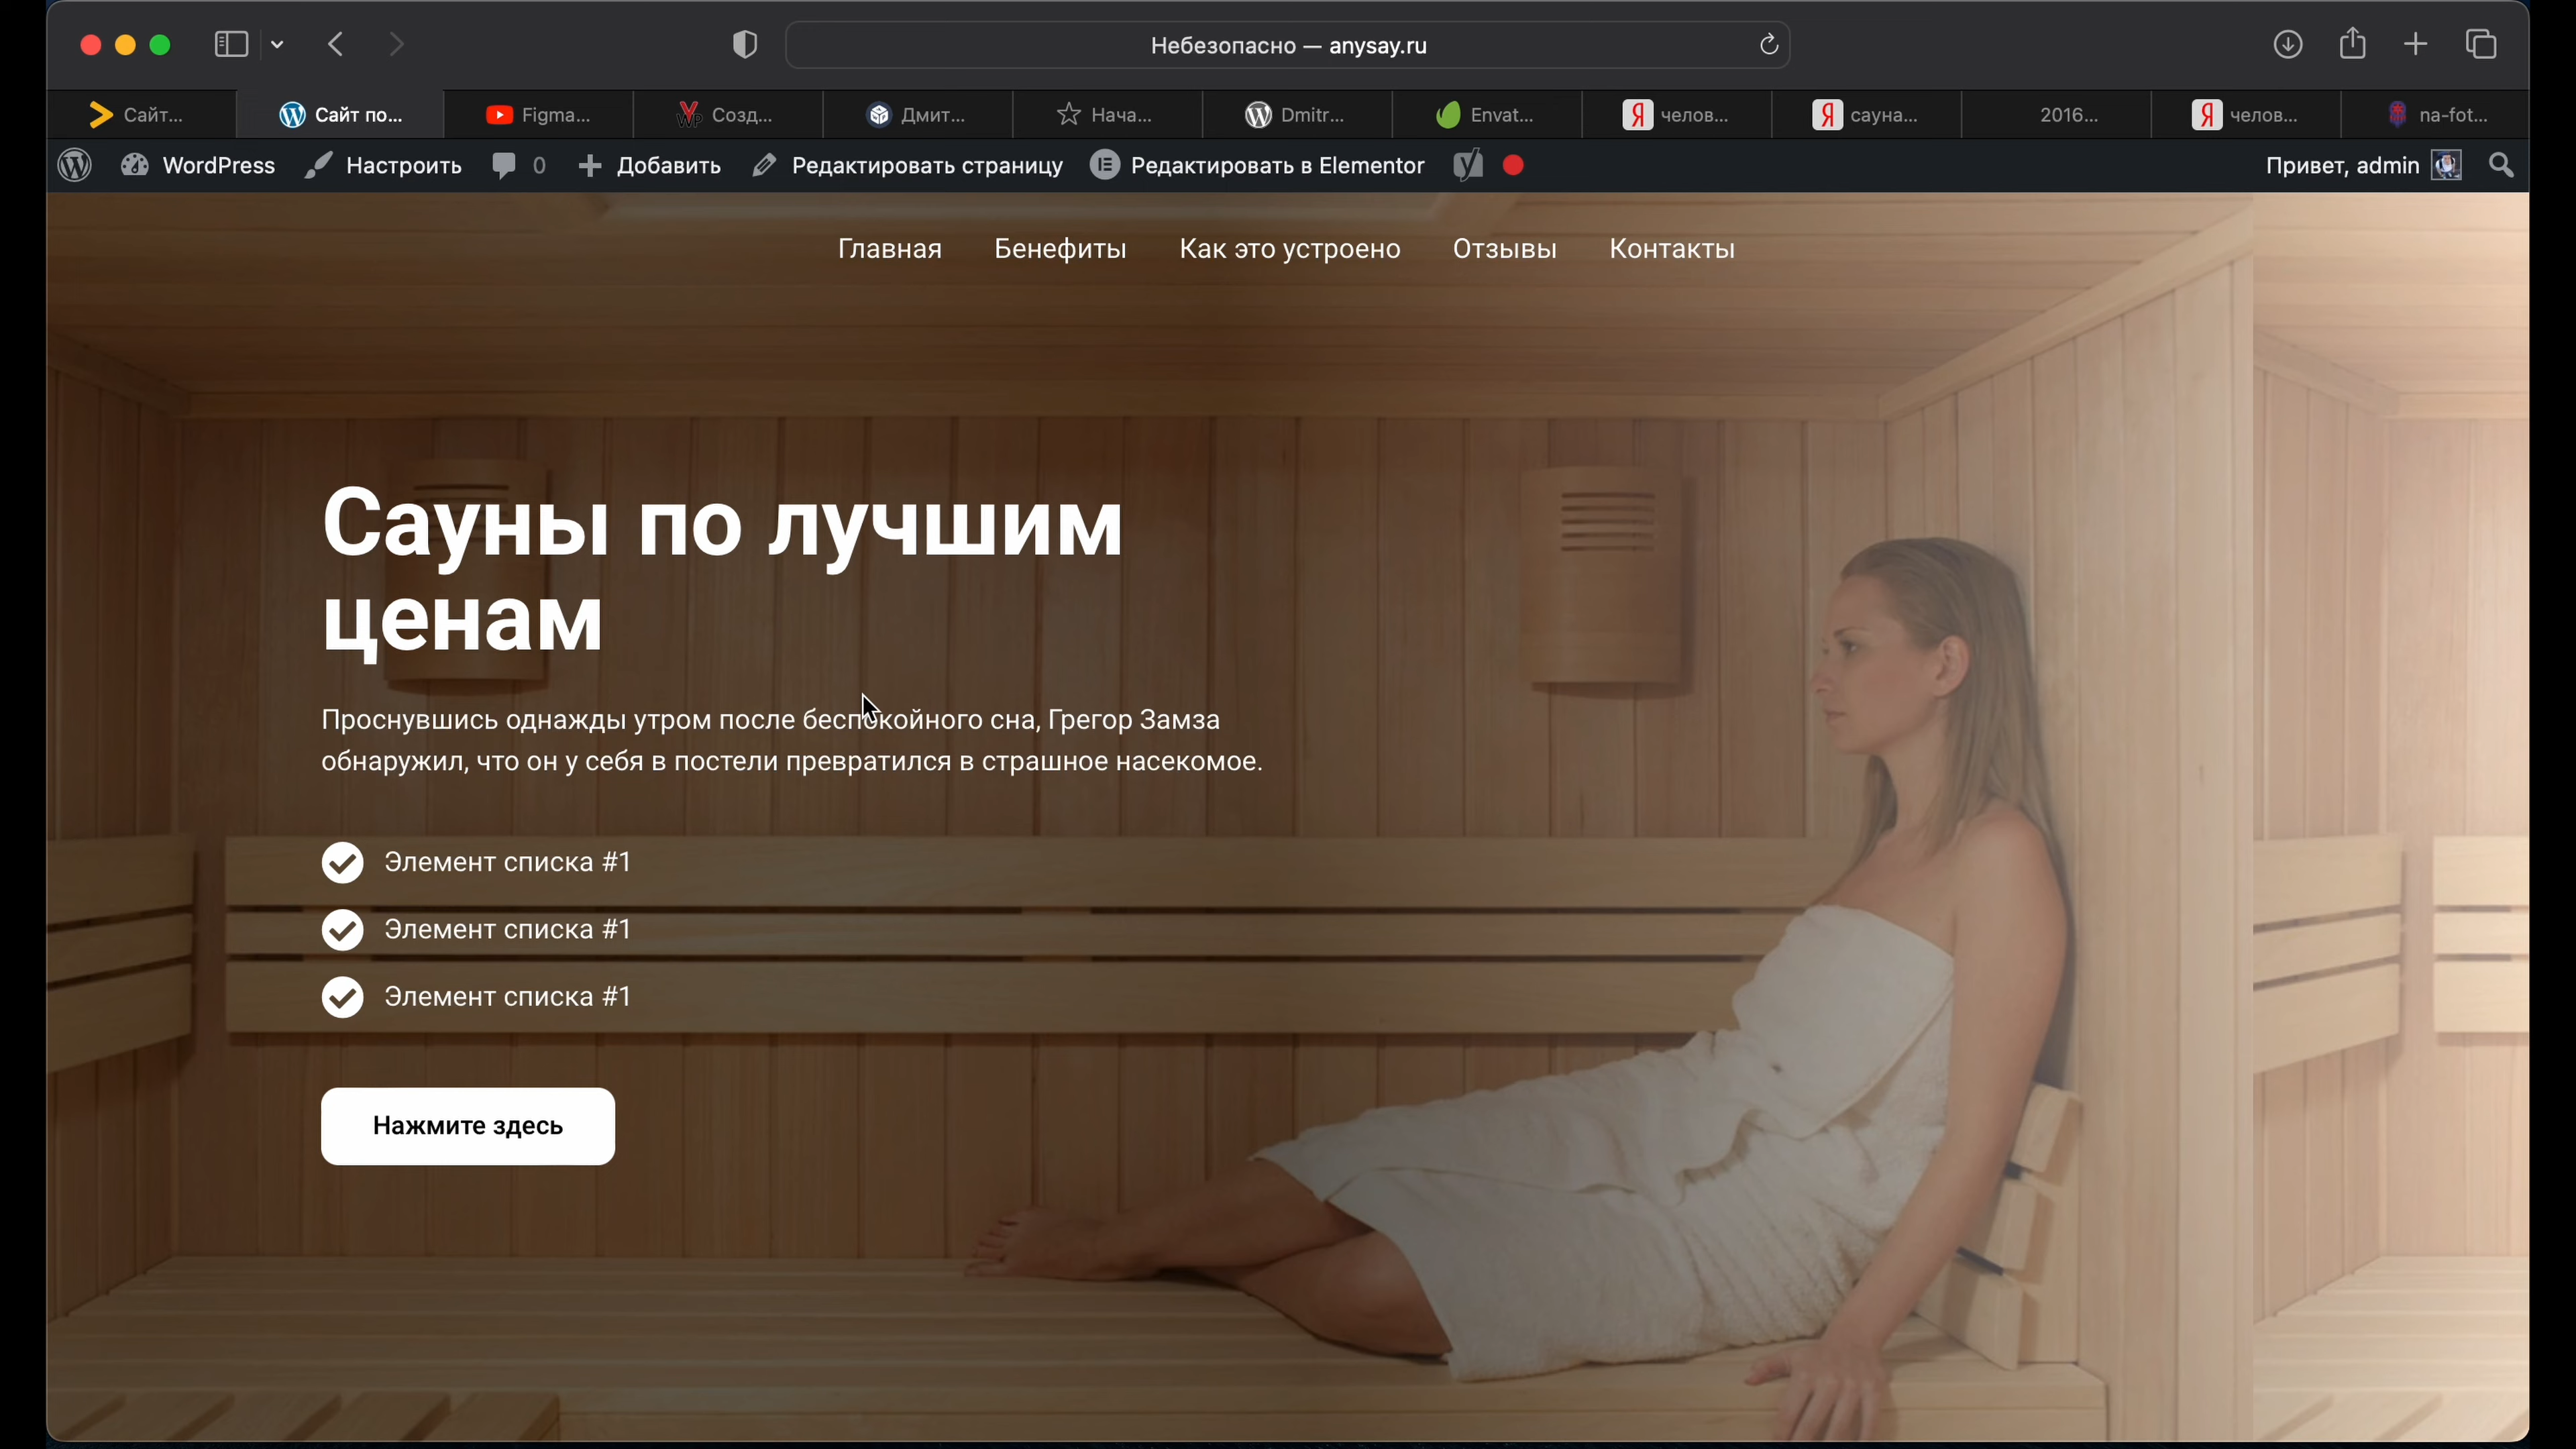 Небезопасно — anysay.ru
Сайт...
Сайт по...
Figma...
Созд...
Дмит...
Нача...
Dmitr...
Envat...
челов...
сауна...
2016...
челов...
na-fot...
WordPress
Настроить
0
Добавить
Редактировать страницу
Редактировать в Elementor
Привет, admin
Главная
Бенефиты
Как это устроено
Отзывы
Контакты
Сауны по лучшим
ценам
Проснувшись однажды утром после беспокойного сна, Грегор Замза
обнаружил, что он у себя в постели превратился в страшное насекомое.
Элемент списка #1
Элемент списка #1
Элемент списка #1
Нажмите здесь